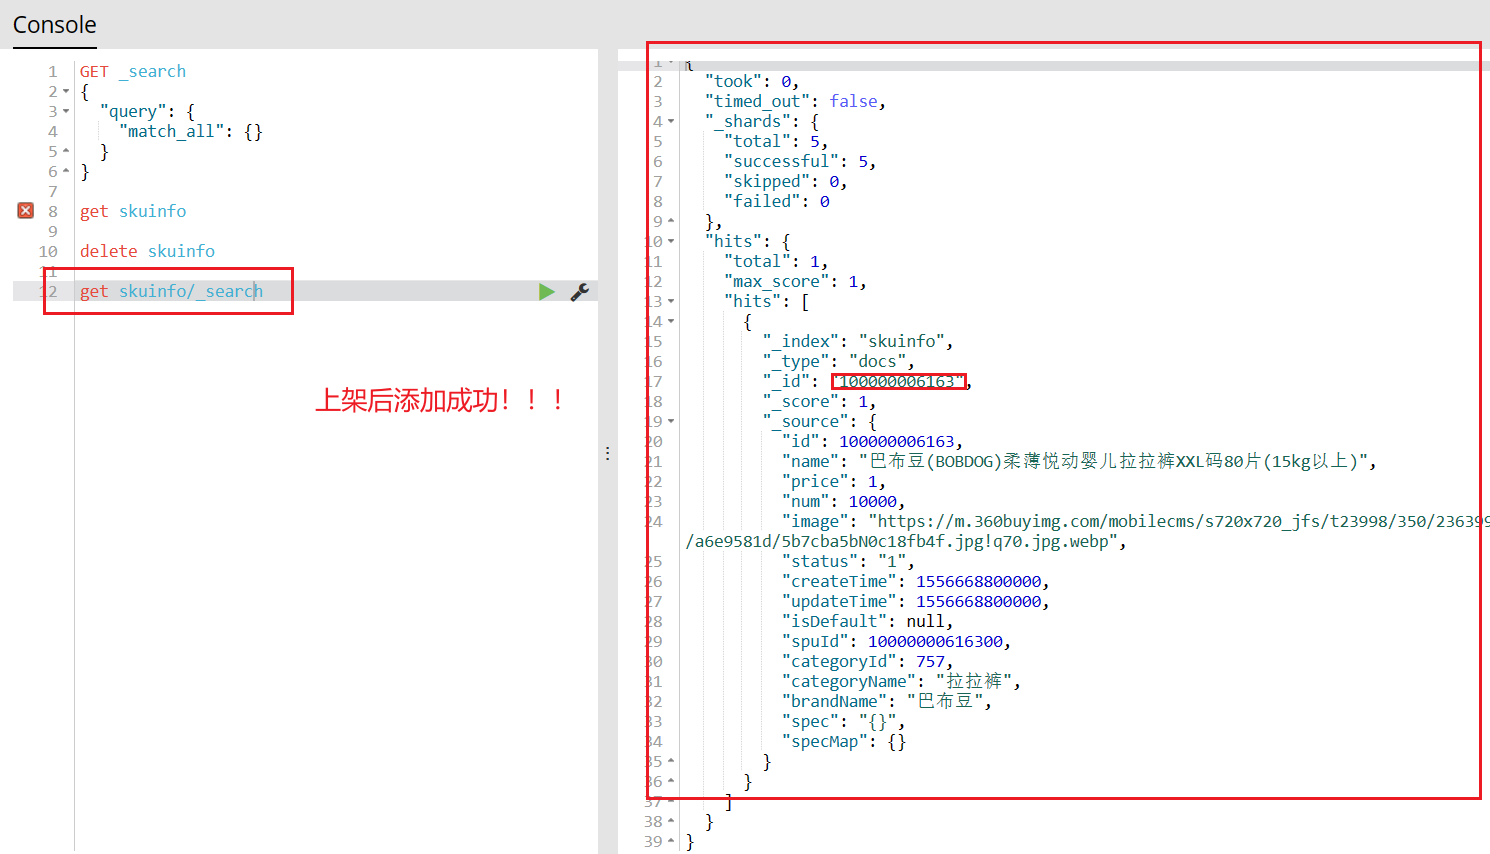 Console
1 GET _search
2 {
3 "query": {
4 "match_all": {}
5 }
6 }
7
8 get skuinfo
9
10 delete skuinfo
11
12 get skuinfo/_search
上架后添加成功！！！
1 {
2 "took": 0,
3 "timed_out": false,
4 "_shards": {
5 "total": 5,
6 "successful": 5,
7 "skipped": 0,
8 "failed": 0
9 },
10 "hits": {
11 "total": 1,
12 "max_score": 1,
13 "hits": [
14 {
15 "_index": "skuinfo",
16 "_type": "docs",
17 "_id": "100000006163",
18 "_score": 1,
19 "_source": {
20 "id": 100000006163,
21 "name": "巴布豆(BOBDOG)柔薄悦动婴儿拉拉裤XXL码80片(15kg以上)",
22 "price": 1,
23 "num": 10000,
24 "image": "https://m.360buyimg.com/mobilecms/s720x720_jfs/t23998/350/236399
/a6e9581d/5b7cba5bN0c18fb4f.jpg!q70.jpg.webp",
25 "status": "1",
26 "createTime": 1556668800000,
27 "updateTime": 1556668800000,
28 "isDefault": null,
29 "spuId": 10000000616300,
30 "categoryId": 757,
31 "categoryName": "拉拉裤",
32 "brandName": "巴布豆",
33 "spec": "{}",
34 "specMap": {}
35 }
36 }
37 ]
38 }
39 }